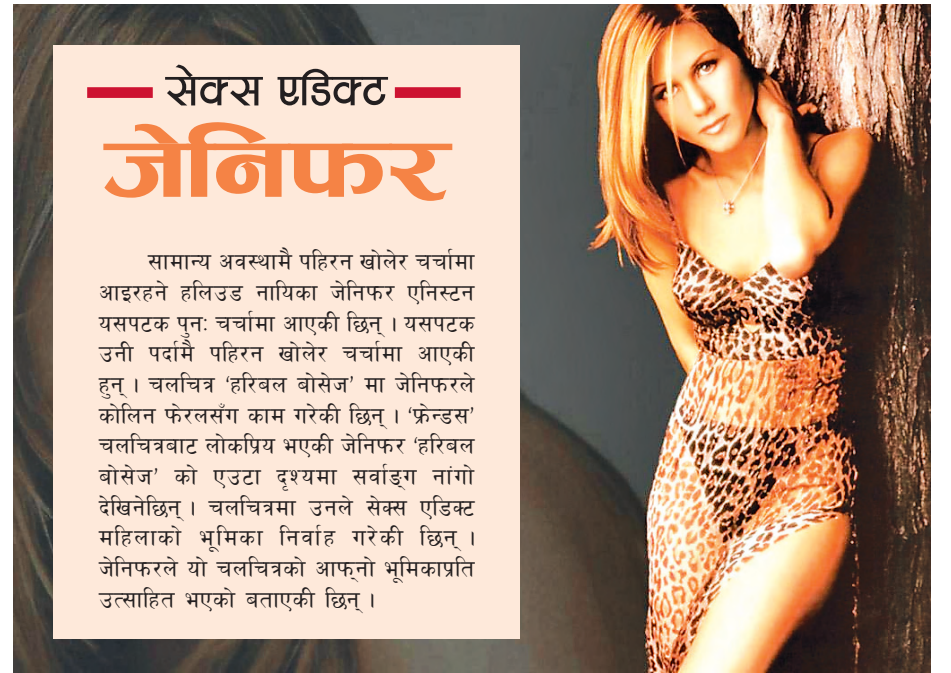 सेक्स एडिक्ट
जेनिफर
सामान्य अवस्थामै पहिरन खोलेर चर्चामा
आइरहने हलिउड नायिका जेनिफर एनिस्टन
यसपटक पुनः चर्चामा आएकी छिन् । यसपटक
उनी पर्दामै पहिरन खोलेर चर्चामा आएकी
हुन् । चलचित्र ‘हरिबल बोसेज’ मा जेनिफरले
कोलिन फेरलसँग काम गरेकी छिन् । ‘फ्रेन्डस’
चलचित्रबाट लोकप्रिय भएकी जेनिफर ‘हरिबल
बोसेज’ को एउटा दृश्यमा सर्वाङ्ग नांगो
देखिनेछिन् । चलचित्रमा उनले सेक्स एडिक्ट
महिलाको भूमिका निर्वाह गरेकी छिन् ।
जेनिफरले यो चलचित्रको आफ्नो भूमिकाप्रति
उत्साहित भएको बताएकी छिन् ।